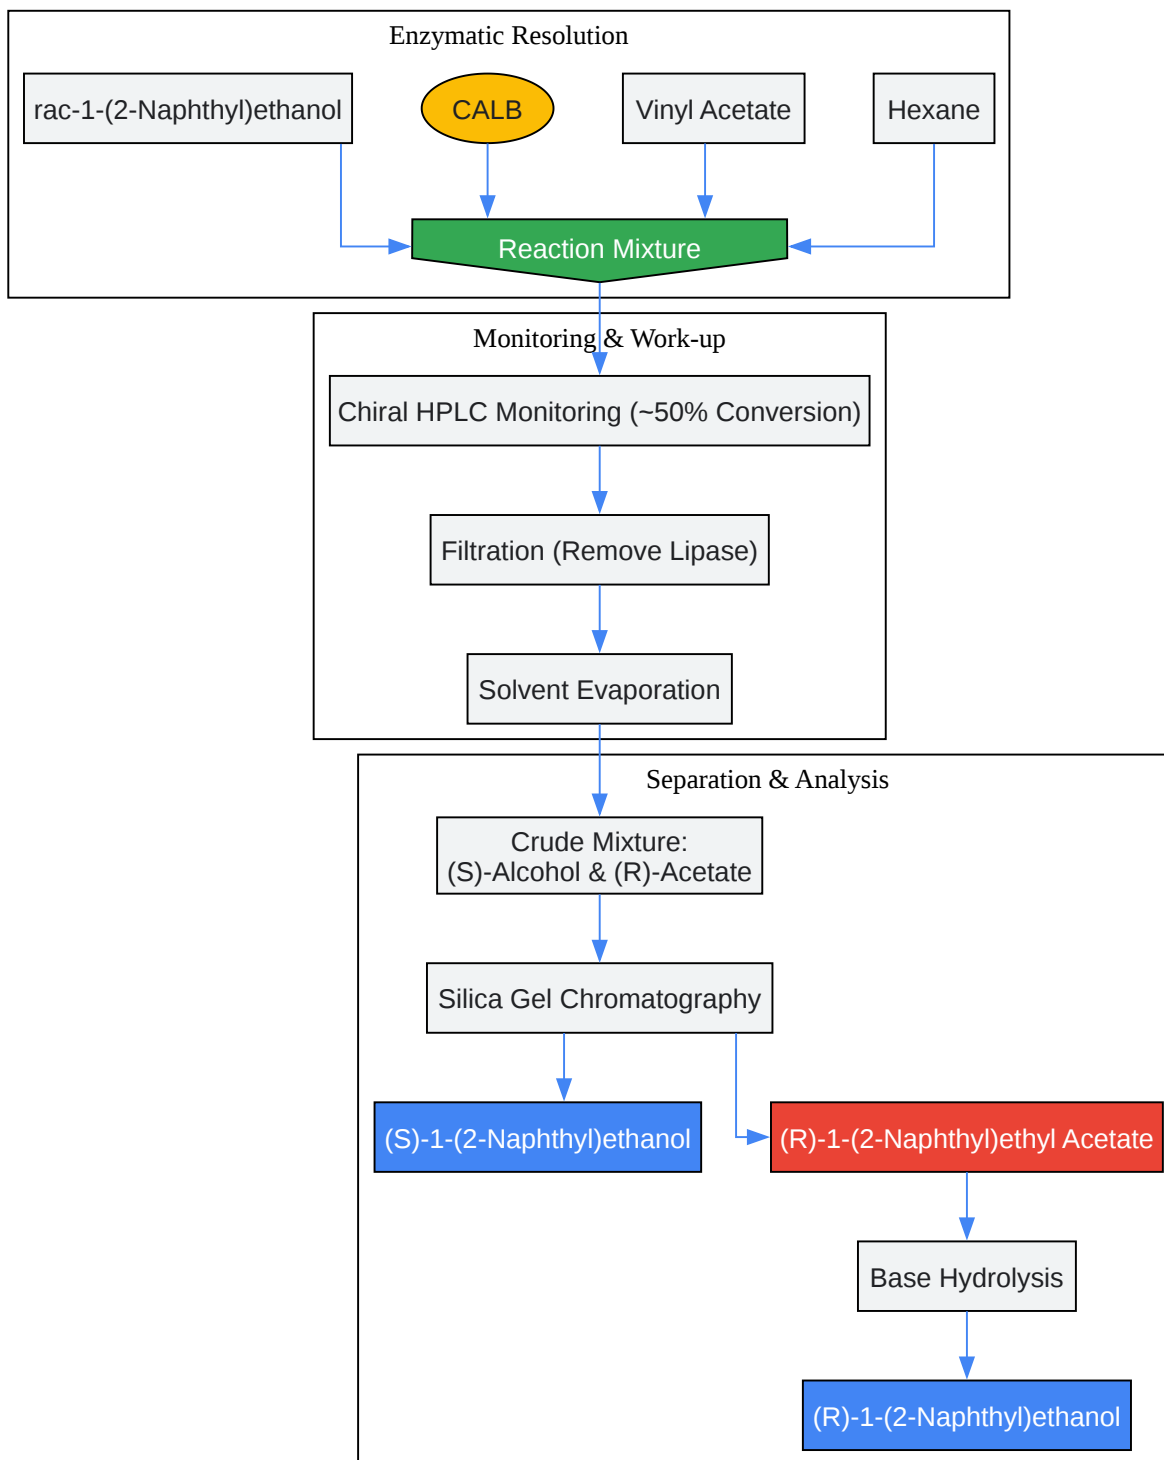 Enzymatic Resolution
rac-1-(2-Naphthyl)ethanol
CALB
Vinyl Acetate
Hexane
Reaction Mixture
Monitoring & Work-up
Chiral HPLC Monitoring (~50% Conversion)
Filtration (Remove Lipase)
Solvent Evaporation
Separation & Analysis
Crude Mixture:
(S)-Alcohol & (R)-Acetate
Silica Gel Chromatography
(S)-1-(2-Naphthyl)ethanol
(R)-1-(2-Naphthyl)ethyl Acetate
Base Hydrolysis
(R)-1-(2-Naphthyl)ethanol